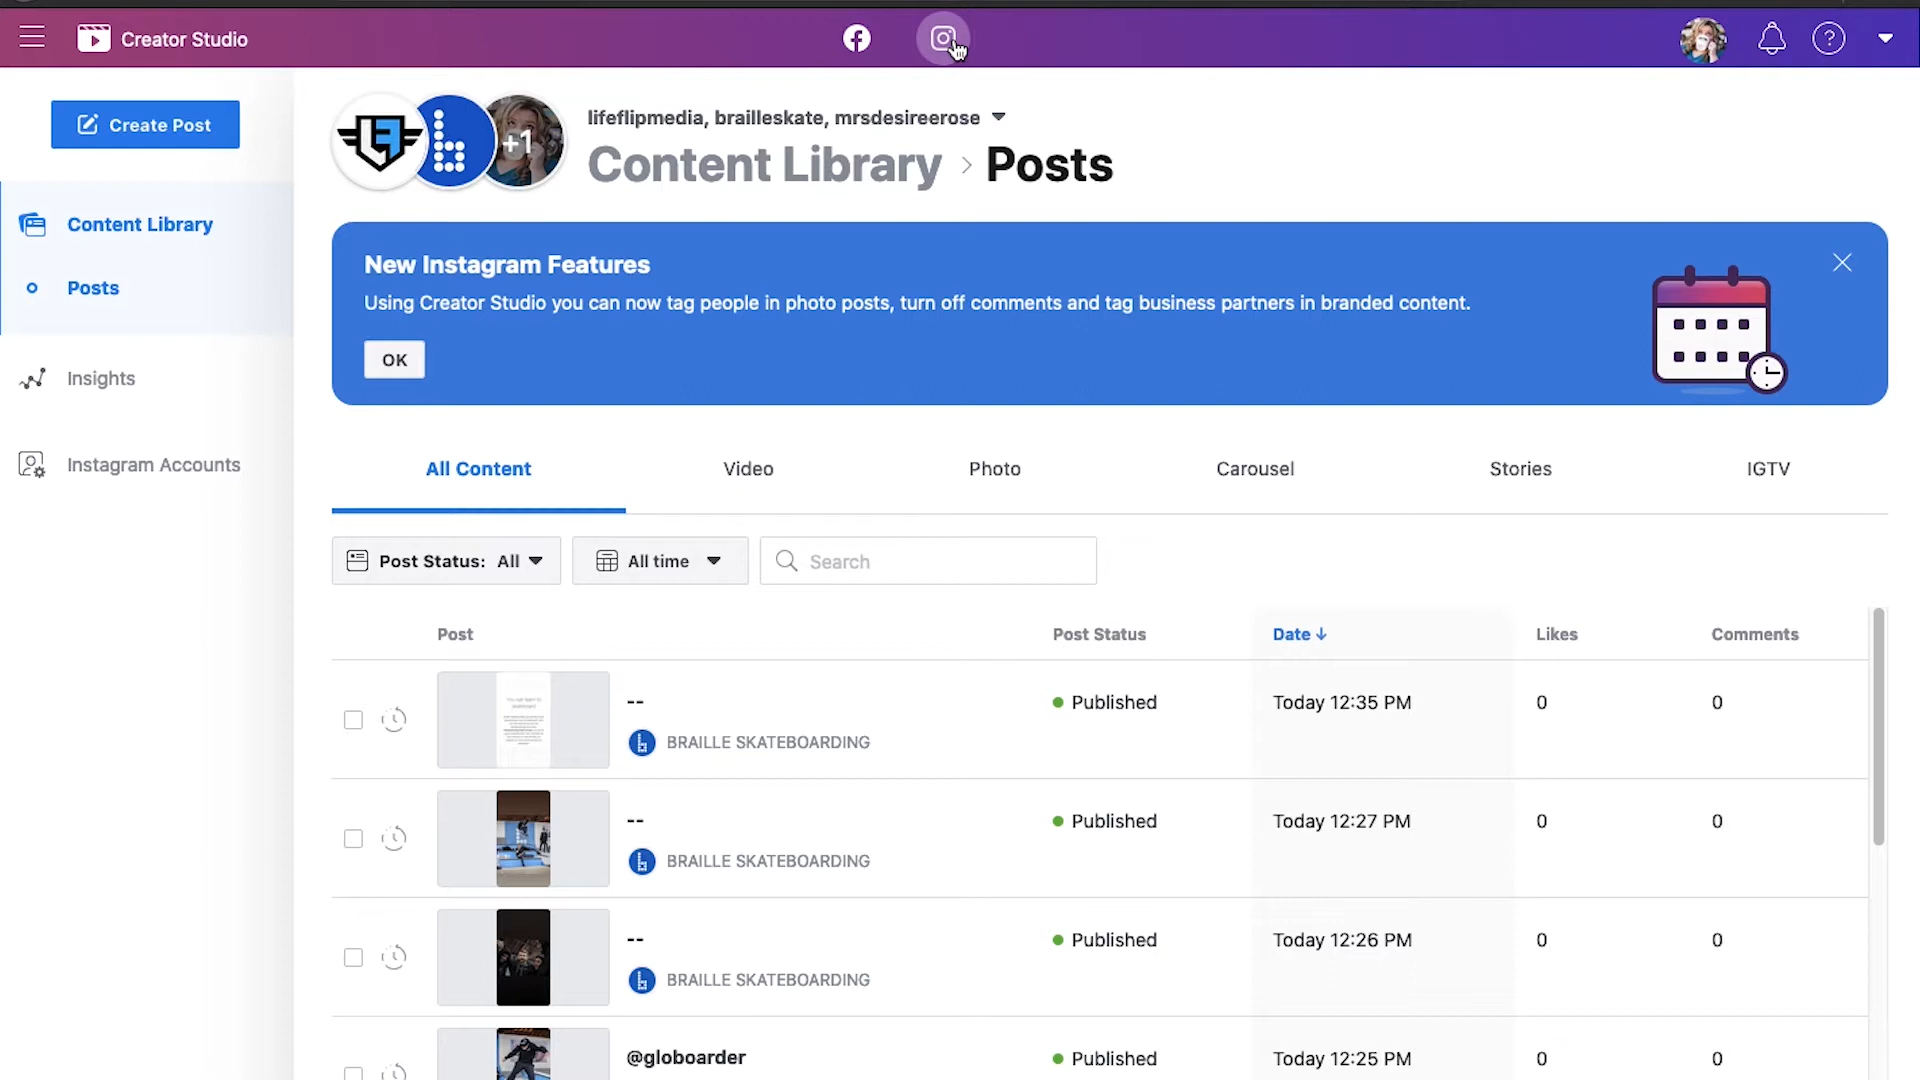 Creator Studio
Create Post
+1
lifeflipmedia, brailleskate, mrsdesireerose
Content Library > Posts
Content Library
Posts
Insights
Instagram Accounts
New Instagram Features
Using Creator Studio you can now tag people in photo posts, turn off comments and tag business partners in branded content.
OK
All Content Video Photo Carousel Stories IGTV
Post Status: All All time Search
Post Post Status Date ↓ Likes Comments
-- Published Today 12:35 PM 0 0
BRAILLE SKATEBOARDING
-- Published Today 12:27 PM 0 0
BRAILLE SKATEBOARDING
-- Published Today 12:26 PM 0 0
BRAILLE SKATEBOARDING
@globoarder Published Today 12:25 PM 0 0